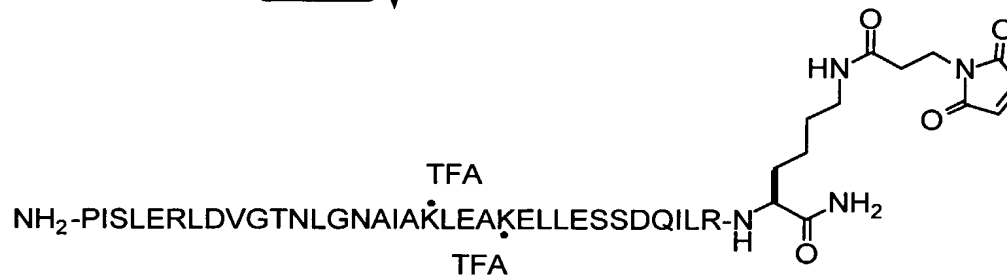 O
HN
N
O
O
TFA
NH₂-PISLERLDVGTNLGNAIAKLEAKELLESSDQILR-N
H
NH₂
O
TFA